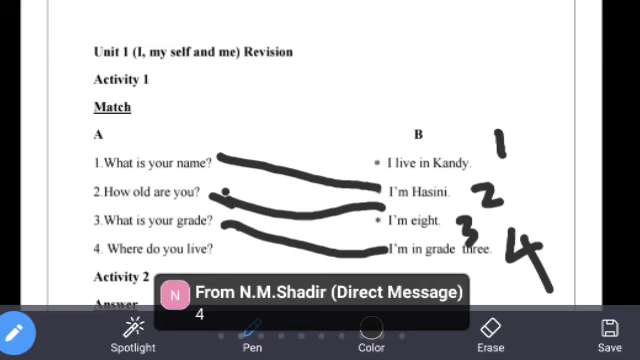 Unit 1 (I, my self and me) Revision
Activity 1
Match
A B
1.What is your name? * I live in Kandy. 1
2.How old are you? * I'm Hasini. 2
3.What is your grade? * I'm eight. 3
4. Where do you live? I'm in grade three. 4
Activity 2
Answer
N From N.M.Shadir (Direct Message)
4
Spotlight Pen Color Erase Save